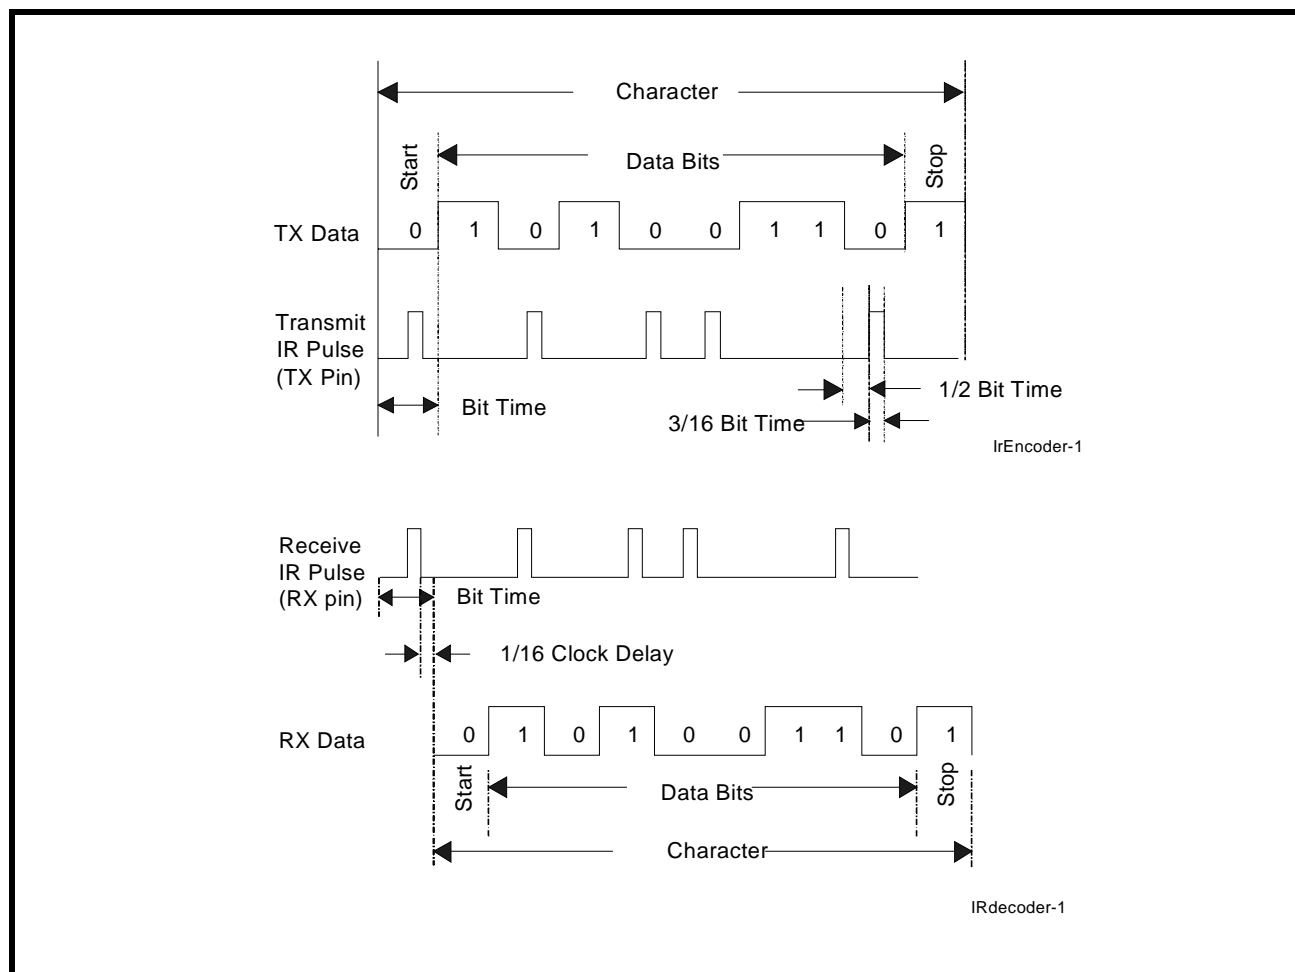 Character
Start
Data Bits
Stop
TX Data 0 1 0 1 0 0 1 1 0 1
Transmit
IR Pulse
(TX Pin)
Bit Time
1/2 Bit Time
3/16 Bit Time
IrEncoder-1
Receive
IR Pulse
(RX pin)
Bit Time
1/16 Clock Delay
RX Data 0 1 0 1 0 0 1 1 0 1
Start
Data Bits
Stop
Character
IRdecoder-1